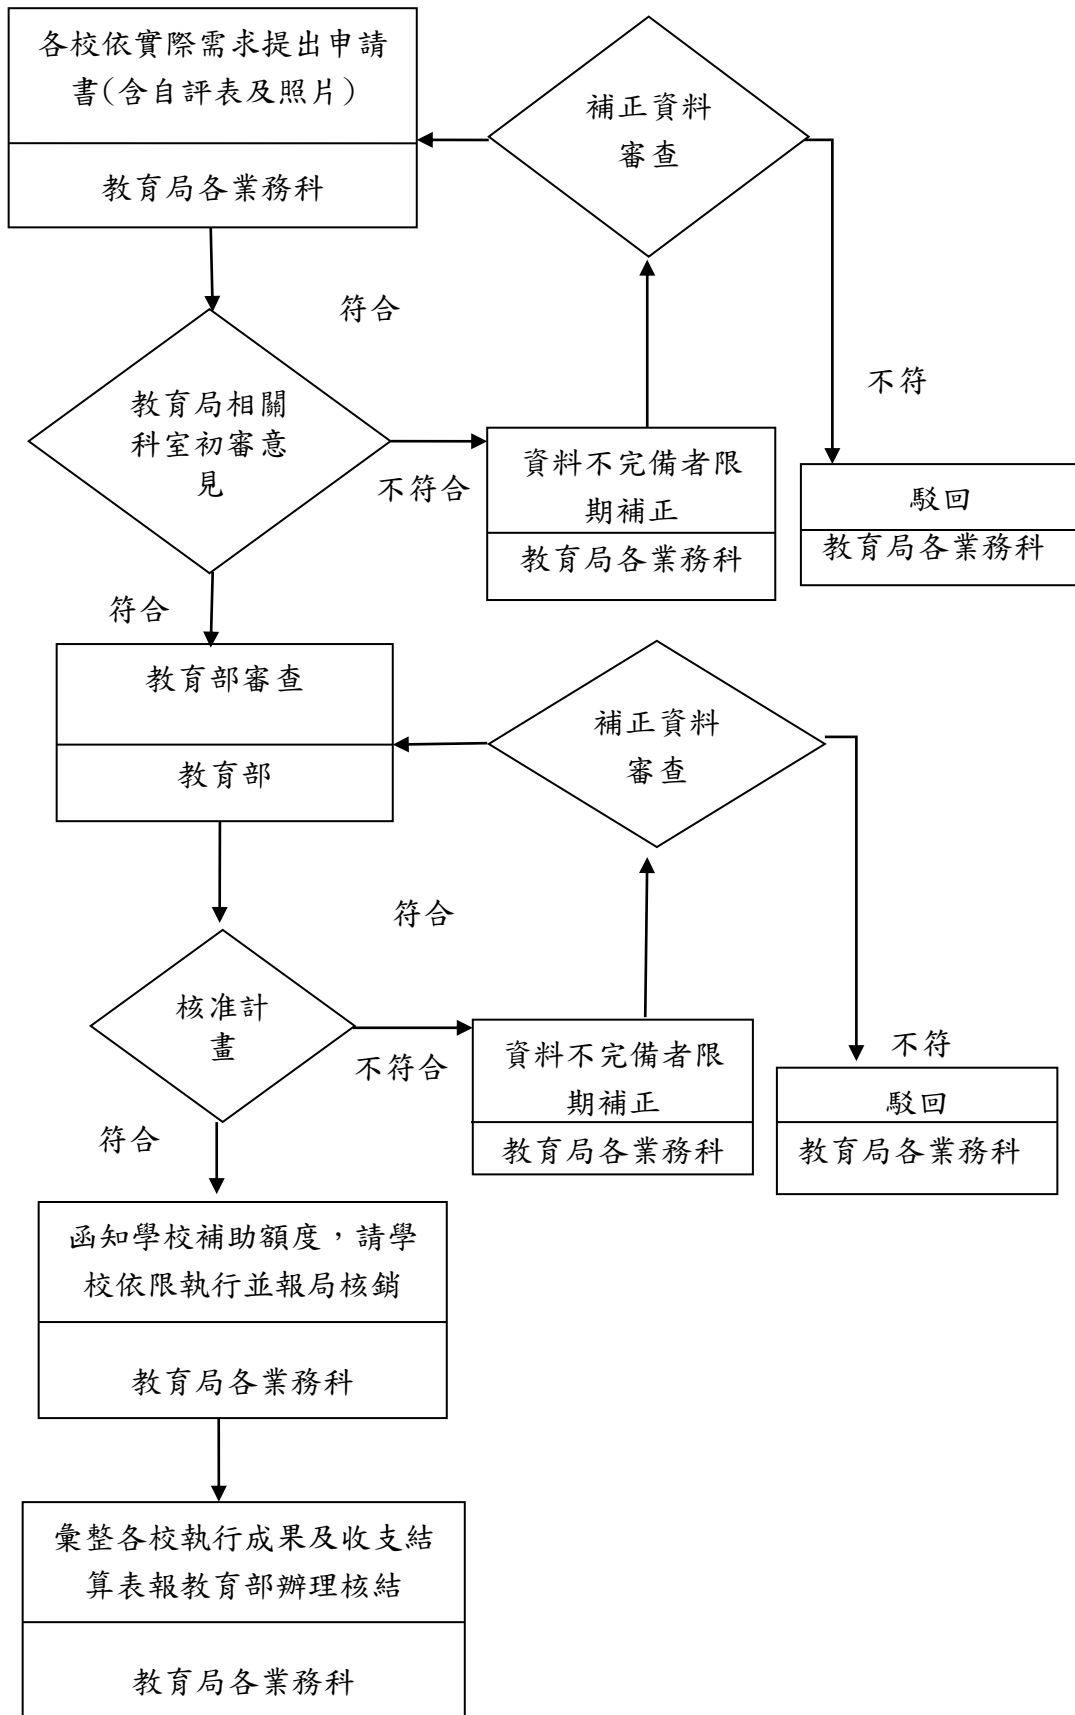 各校依實際需求提出申請
書(含自評表及照片)
教育局各業務科
補正資料
審查
符合
不符
教育局相關
科室初審意
見
不符合
資料不完備者限
期補正
教育局各業務科
駁回
教育局各業務科
符合
教育部審查
教育部
補正資料
審查
符合
核准計
畫
不符合
資料不完備者限
期補正
教育局各業務科
不符
駁回
教育局各業務科
符合
函知學校補助額度，請學
校依限執行並報局核銷
教育局各業務科
彙整各校執行成果及收支結
算表報教育部辦理核結
教育局各業務科